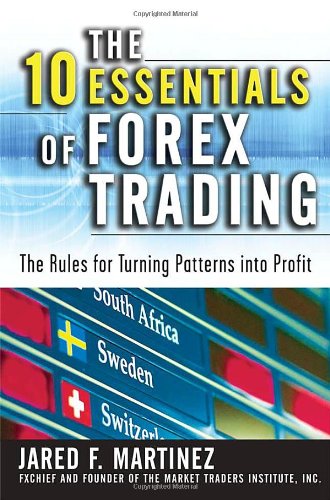 THE
10 ESSENTIALS
OF FOREX
TRADING
The Rules for Turning Patterns into Profit
South Africa
Sweden
Switzerl
JARED F. MARTINEZ
FXCHIEF AND FOUNDER OF THE MARKET TRADERS INSTITUTE, INC.